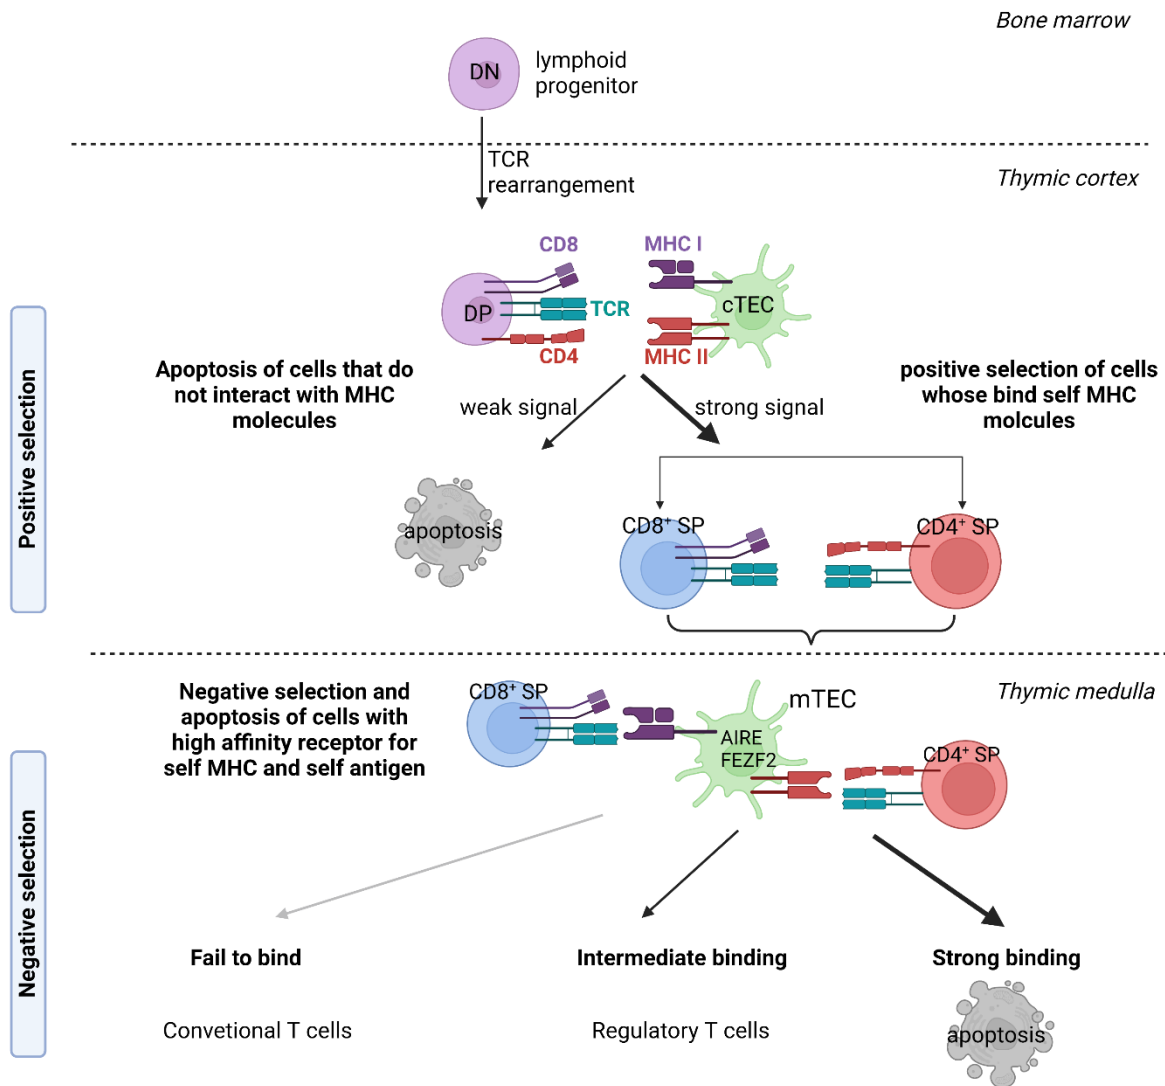 Bone marrow
DN
lymphoid
progenitor
TCR
rearrangement
Thymic cortex
CD8
MHC I
DP
TCR
cTEC
CD4
MHC II
Positive selection
Apoptosis of cells that do
not interact with MHC
molecules
weak signal
strong signal
positive selection of cells
whose bind self MHC
molcules
apoptosis
CD8⁺ SP
CD4⁺ SP
Thymic medulla
Negative selection
Negative selection and
apoptosis of cells with
high affinity receptor for
self MHC and self antigen
CD8⁺ SP
mTEC
AIRE
FEZF2
CD4⁺ SP
Fail to bind
Intermediate binding
Strong binding
Convetional T cells
Regulatory T cells
apoptosis